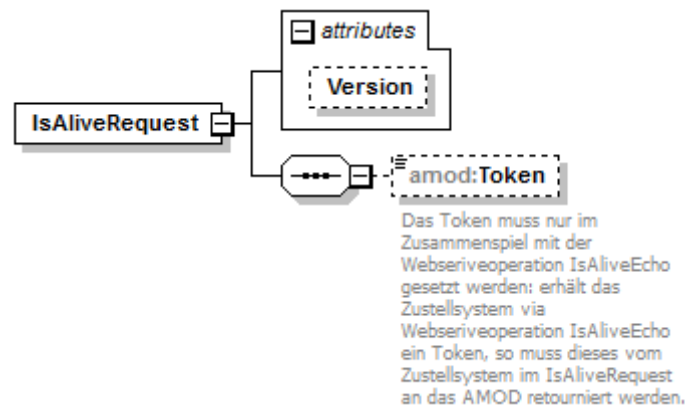 attributes
Version
IsAliveRequest
amod:Token
Das Token muss nur im
Zusammenspiel mit der
Webseriveoperation IsAliveEcho
gesetzt werden: erhält das
Zustellsystem via
Webseriveoperation IsAliveEcho
ein Token, so muss dieses vom
Zustellsystem im IsAliveRequest
an das AMOD retourniert werden.